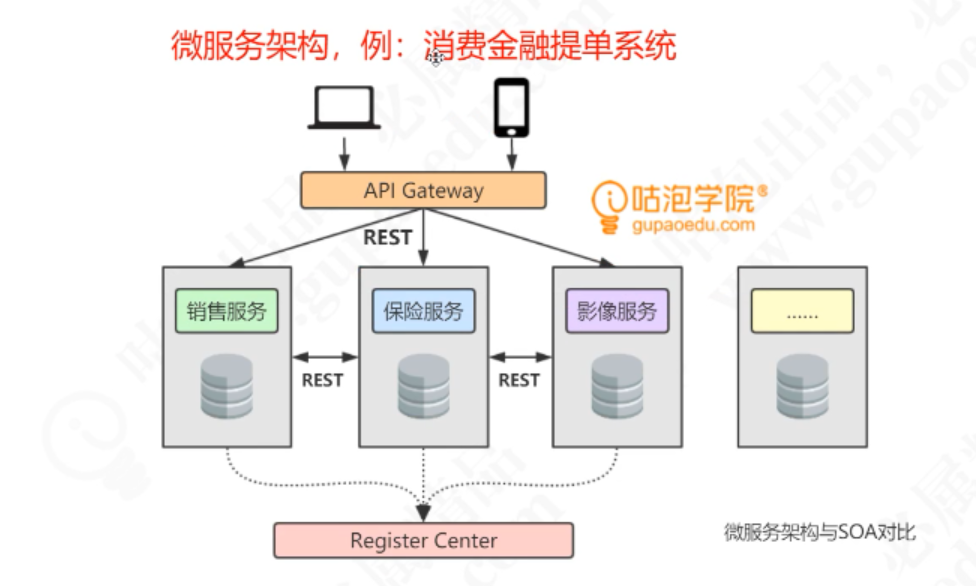 微服务架构，例：消费金融提单系统
API Gateway
咕泡学院®
gupaoedu.com
REST
销售服务
保险服务
影像服务
......
REST
REST
Register Center
微服务架构与SOA对比